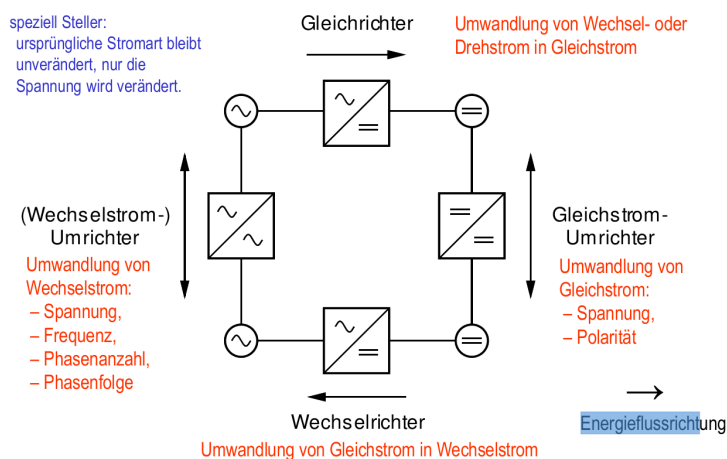 speziell Steller:
ursprüngliche Stromart bleibt
unverändert, nur die
Spannung wird verändert.
Gleichrichter
Umwandlung von Wechsel- oder
Drehstrom in Gleichstrom
(Wechselstrom-)
Umrichter
Umwandlung von
Wechselstrom:
– Spannung,
– Frequenz,
– Phasenanzahl,
– Phasenfolge
Gleichstrom-
Umrichter
Umwandlung von
Gleichstrom:
– Spannung,
– Polarität
Wechselrichter
Umwandlung von Gleichstrom in Wechselstrom
Energieflussrichtung